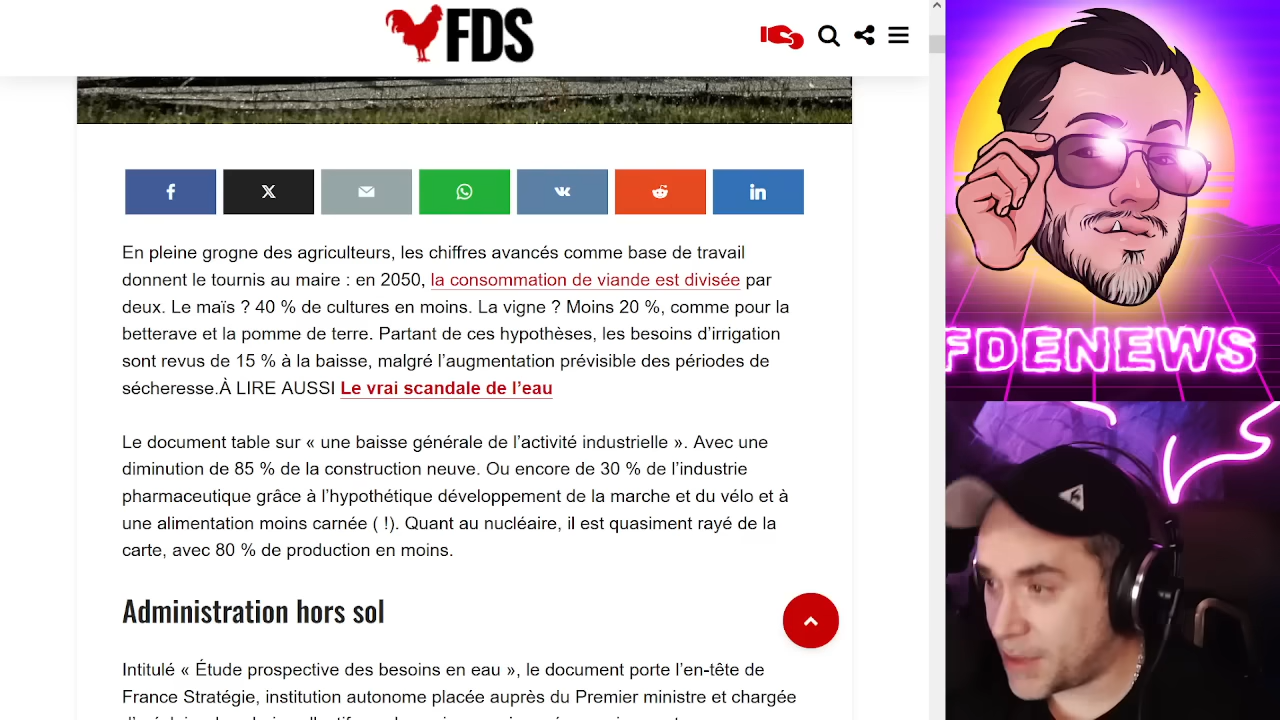 FDS
En pleine grogne des agriculteurs, les chiffres avancés comme base de travail
donnent le tournis au maire : en 2050, la consommation de viande est divisée par
deux. Le maïs ? 40 % de cultures en moins. La vigne ? Moins 20 %, comme pour la
betterave et la pomme de terre. Partant de ces hypothèses, les besoins d’irrigation
sont revus de 15 % à la baisse, malgré l’augmentation prévisible des périodes de
sécheresse.À LIRE AUSSI Le vrai scandale de l’eau
Le document table sur « une baisse générale de l’activité industrielle ». Avec une
diminution de 85 % de la construction neuve. Ou encore de 30 % de l’industrie
pharmaceutique grâce à l’hypothétique développement de la marche et du vélo et à
une alimentation moins carnée ( !). Quant au nucléaire, il est quasiment rayé de la
carte, avec 80 % de production en moins.
Administration hors sol
Intitulé « Étude prospective des besoins en eau », le document porte l’en-tête de
France Stratégie, institution autonome placée auprès du Premier ministre et chargée
FDENEWS